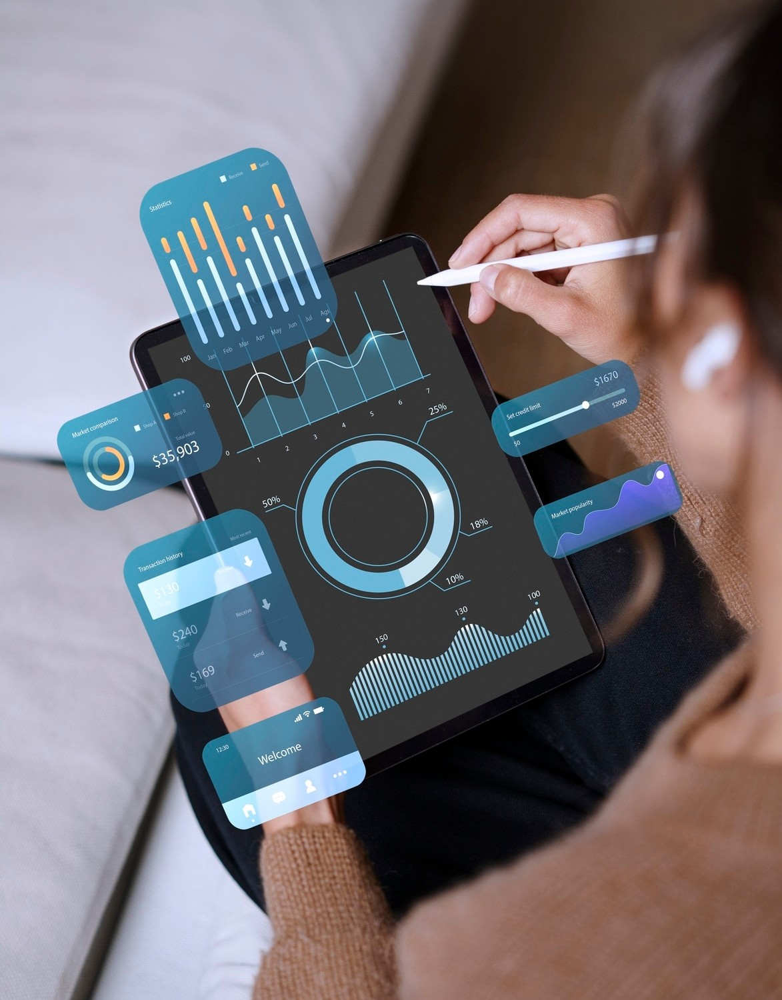 Receive
Send
Statistics
Jan
Feb
Mar
Apr
May
Jun
Jul
Ags
100
0
1
2
3
4
5
6
7
Market comparison
Shop A
Shop B
Total value
$35,903
$1670
Set credit limit
$0
$2000
Market popularity
25%
50%
18%
10%
Transaction history
Most recent
$130
Today
Receive
$240
Today
Send
$169
Today
150
130
100
12:30
Welcome